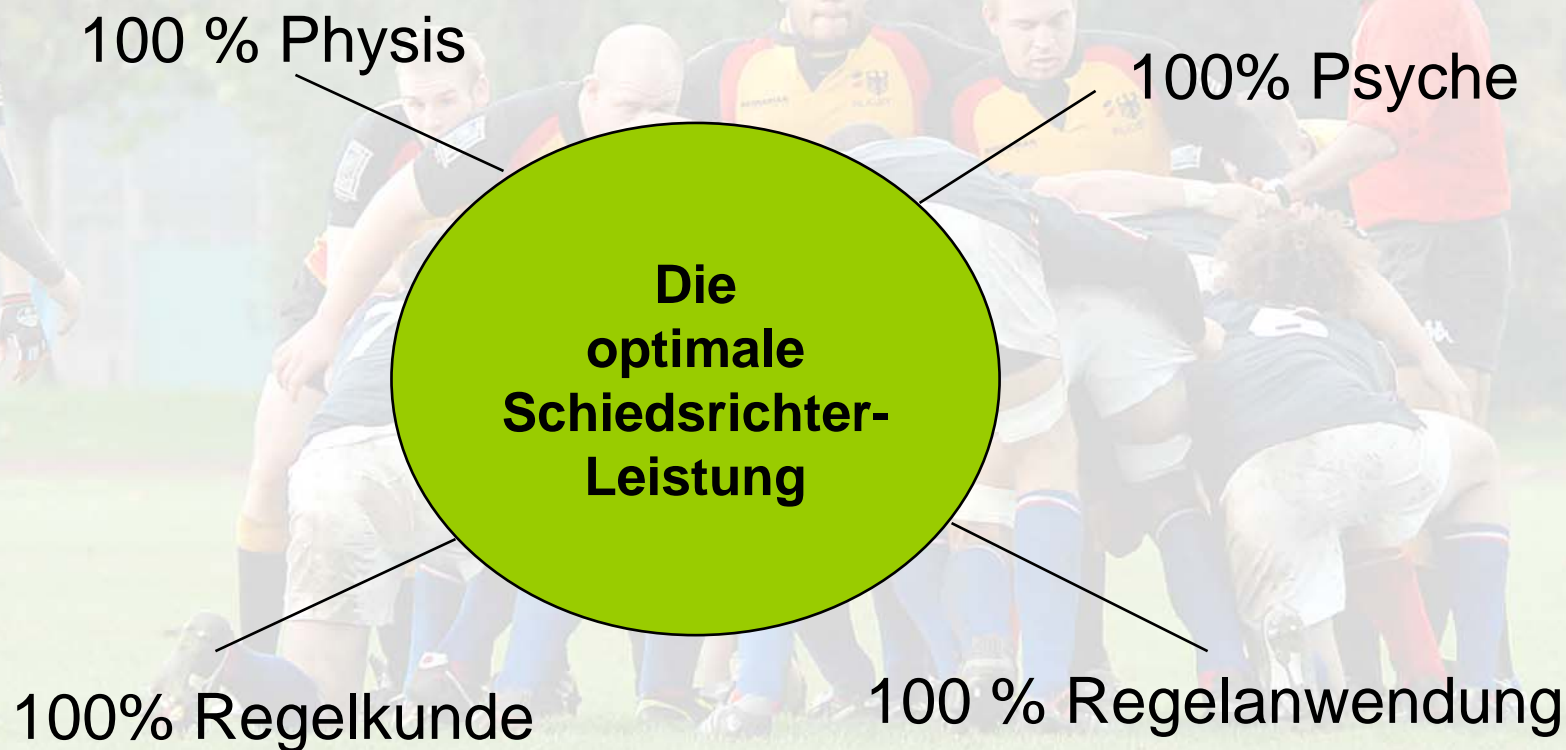 100 % Physis
100% Psyche
Die
optimale
Schiedsrichter-
Leistung
100% Regelkunde
100 % Regelanwendung